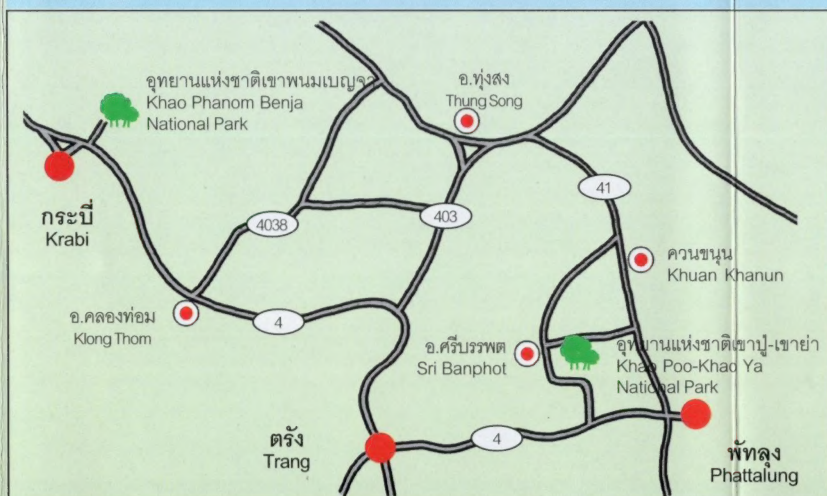 อุทยานแห่งชาติเขาพนมเบญจา
Khao Phanom Benja
National Park
อ.ทุ่งสง
Thung Song
กระบี่
Krabi
4038
403
41
ควนขนุน
Khuan Khanun
อ.คลองท่อม
Klong Thom
4
อ.ศรีบรรพต
Sri Banphot
อุทยานแห่งชาติเขาปู่-เขาย่า
Khao Poo-Khao Ya
National Park
ตรัง
Trang
4
พัทลุง
Phattalung